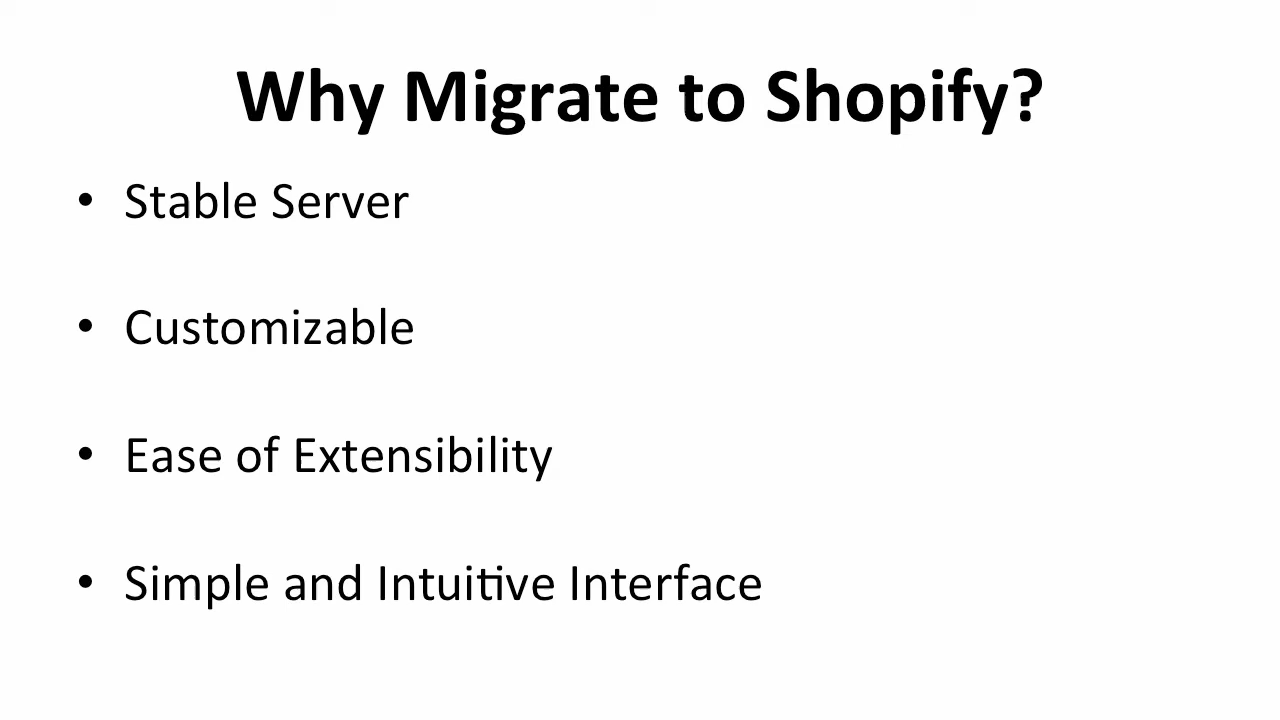 Why Migrate to Shopify?
• Stable Server
• Customizable
• Ease of Extensibility
• Simple and Intuitive Interface